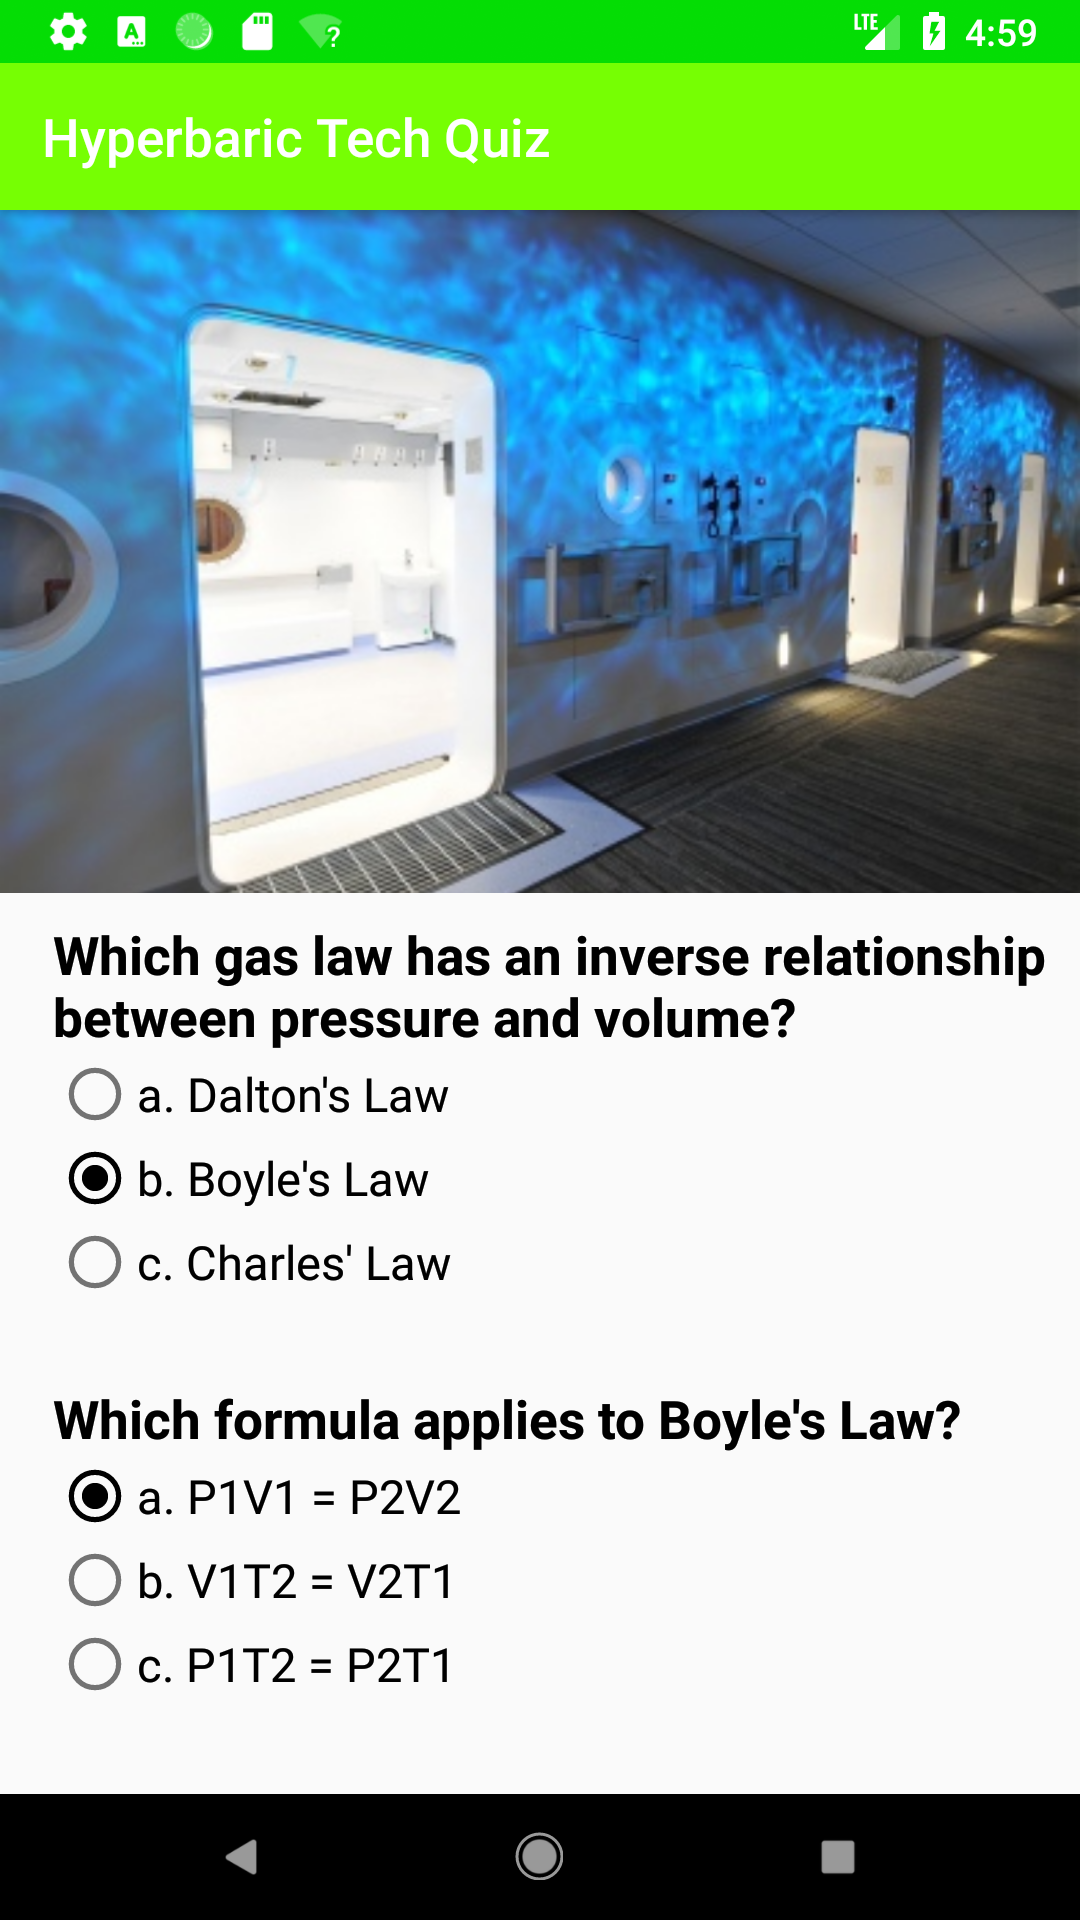 LTE 4:59
Hyperbaric Tech Quiz
Which gas law has an inverse relationship
between pressure and volume?
a. Dalton's Law
b. Boyle's Law
c. Charles' Law
Which formula applies to Boyle's Law?
a. P1V1 = P2V2
b. V1T2 = V2T1
c. P1T2 = P2T1